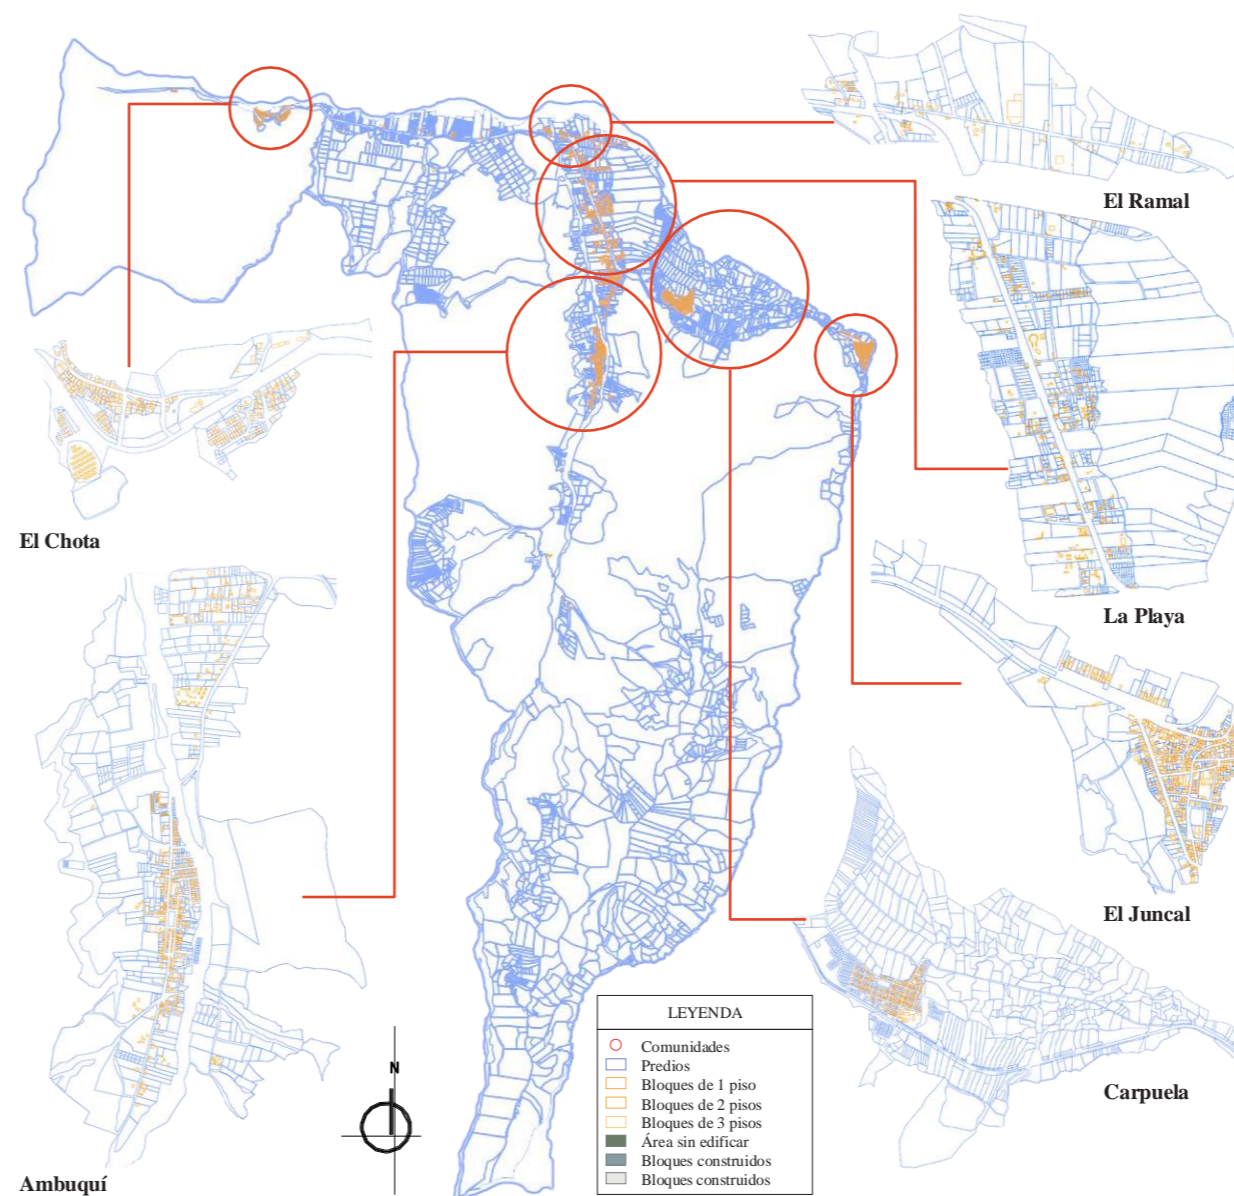 El Ramal
El Chota
La Playa
El Juncal
Carpuela
Ambuquí
N
LEYENDA
Comunidades
Predios
Bloques de 1 piso
Bloques de 2 pisos
Bloques de 3 pisos
Área sin edificar
Bloques construidos
Bloques construidos